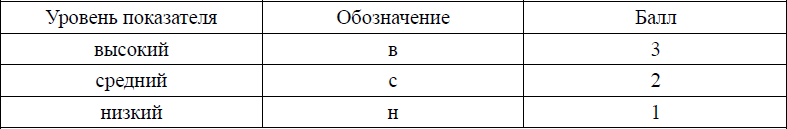 Уровень показателя Обозначение Балл
высокий в 3
средний с 2
низкий н 1